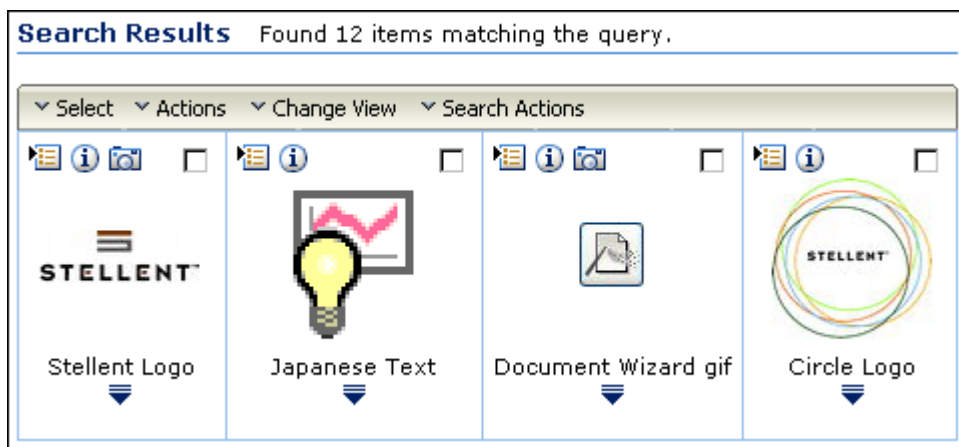 Search Results Found 12 items matching the query.
Select Actions Change View Search Actions
STELLENT
STELLENT
Stellent Logo Japanese Text Document Wizard gif Circle Logo